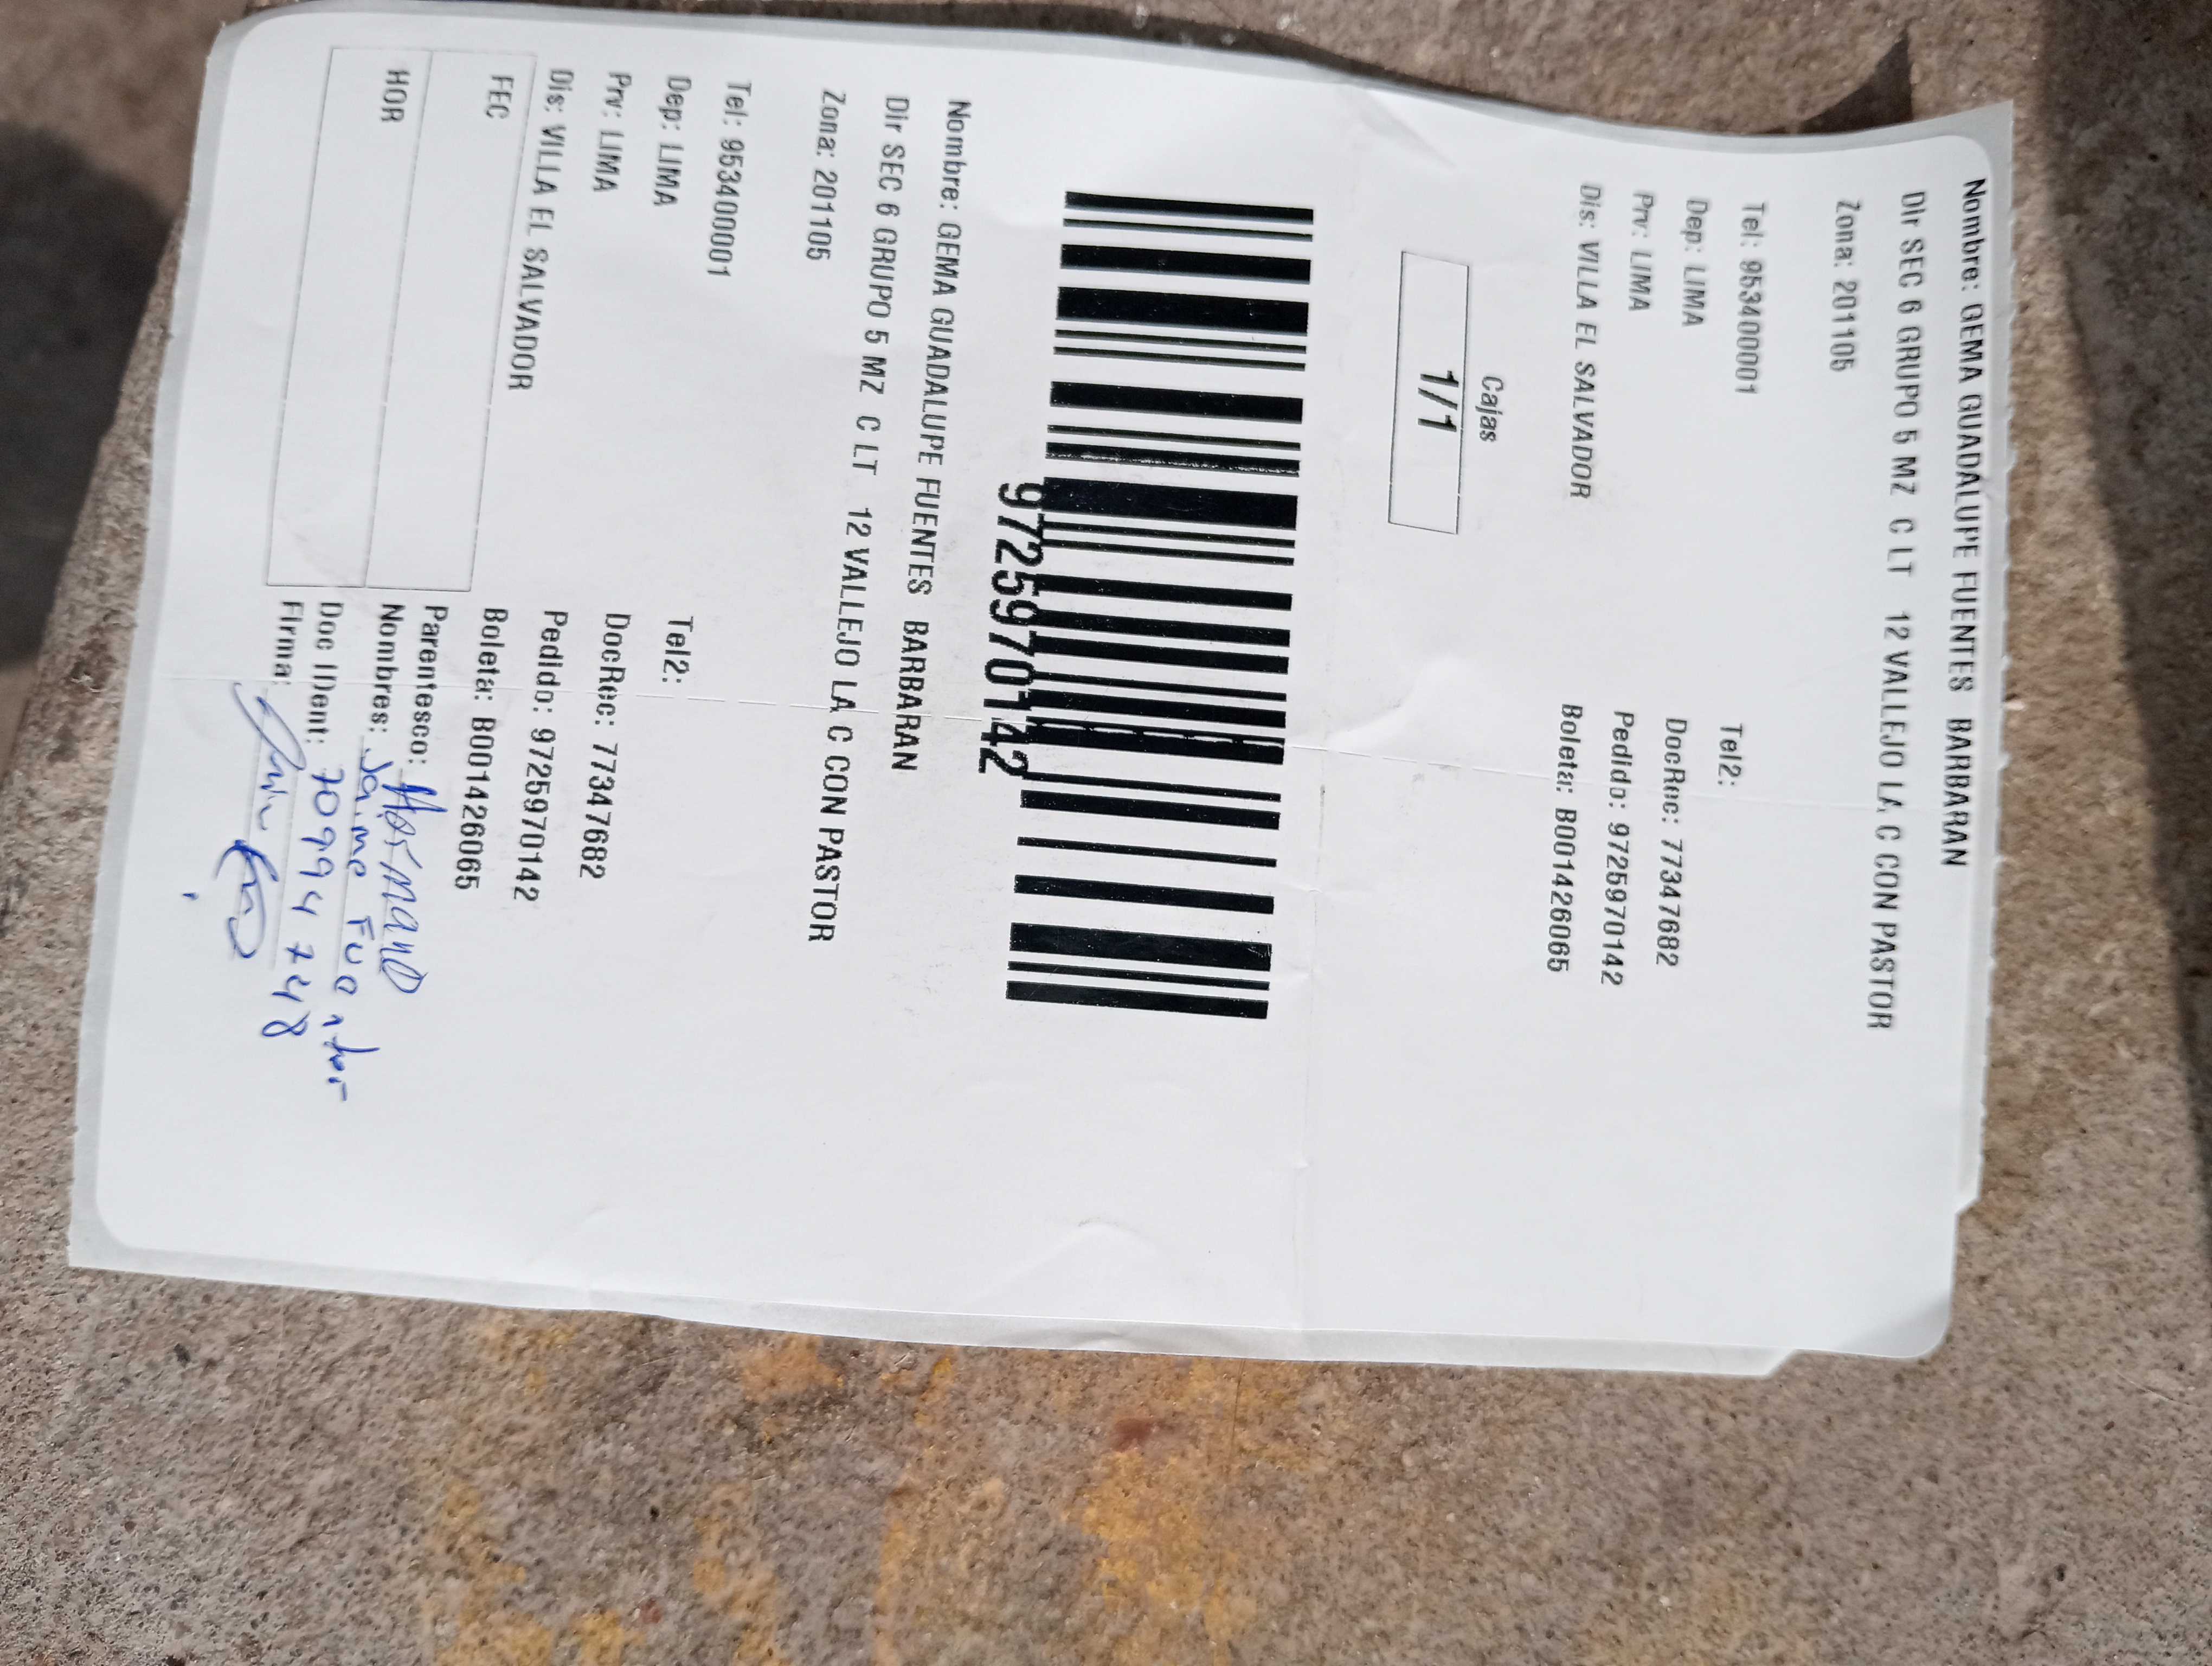 Nombre: GEMA GUADALUPE FUENTES BARBARAN
Dir SEC 6 GRUPO 5 MZ C LT 12 VALLEJO LA C CON PASTOR
Zona: 201105
Tel: 953400001 Tel2:
Dep: LIMA DocRec: 77347682
Prv: LIMA Pedido: 9725970142
Dis: VILLA EL SALVADOR Boleta: B001426065
Cajas
1/1
9725970142
Nombre: GEMA GUADALUPE FUENTES BARBARAN
Dir SEC 6 GRUPO 5 MZ C LT 12 VALLEJO LA C CON PASTOR
Zona: 201105
Tel: 953400001 Tel2:
Dep: LIMA DocRec: 77347682
Prv: LIMA Pedido: 9725970142
Dis: VILLA EL SALVADOR Boleta: B001426065
FEC Parentesco: Hermano
HOR Nombres: Jaime Fuentes
Doc IDent: 70994748
Firma: